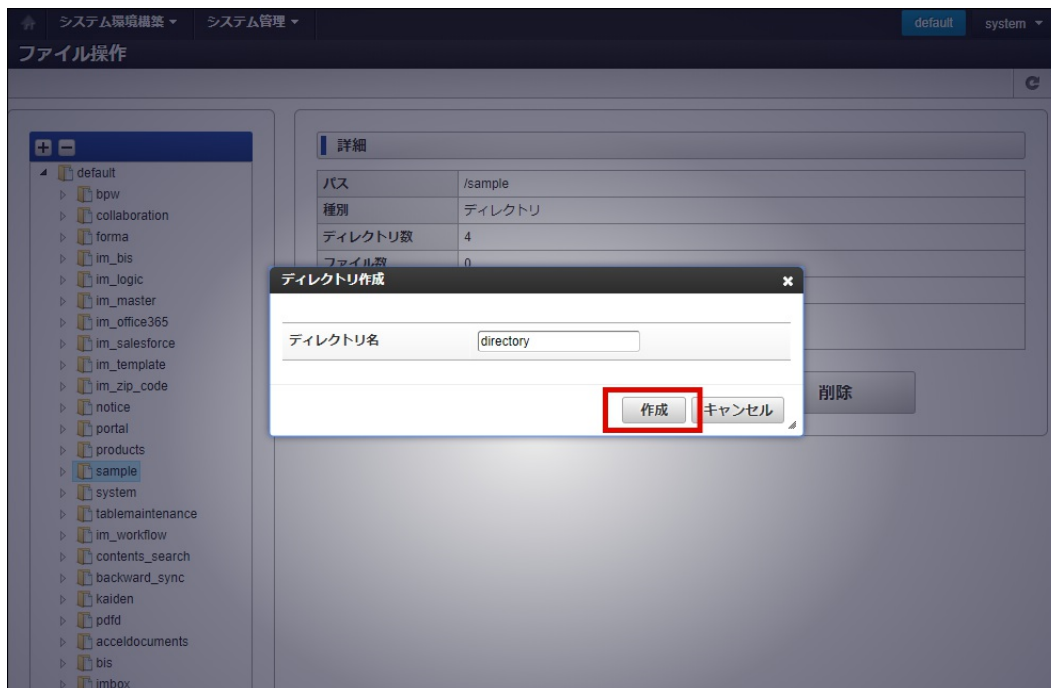 システム環境構築 システム管理 default system
ファイル操作
default
bpw
collaboration
forma
im_bis
im_logic
im_master
im_office365
im_salesforce
im_template
im_zip_code
notice
portal
products
sample
system
tablemaintenance
im_workflow
contents_search
backward_sync
kaiden
pdfd
acceldocuments
bis
imbox
詳細
パス /sample
種別 ディレクトリ
ディレクトリ数 4
ファイル数 0
削除
ディレクトリ作成
ディレクトリ名 directory
作成 キャンセル